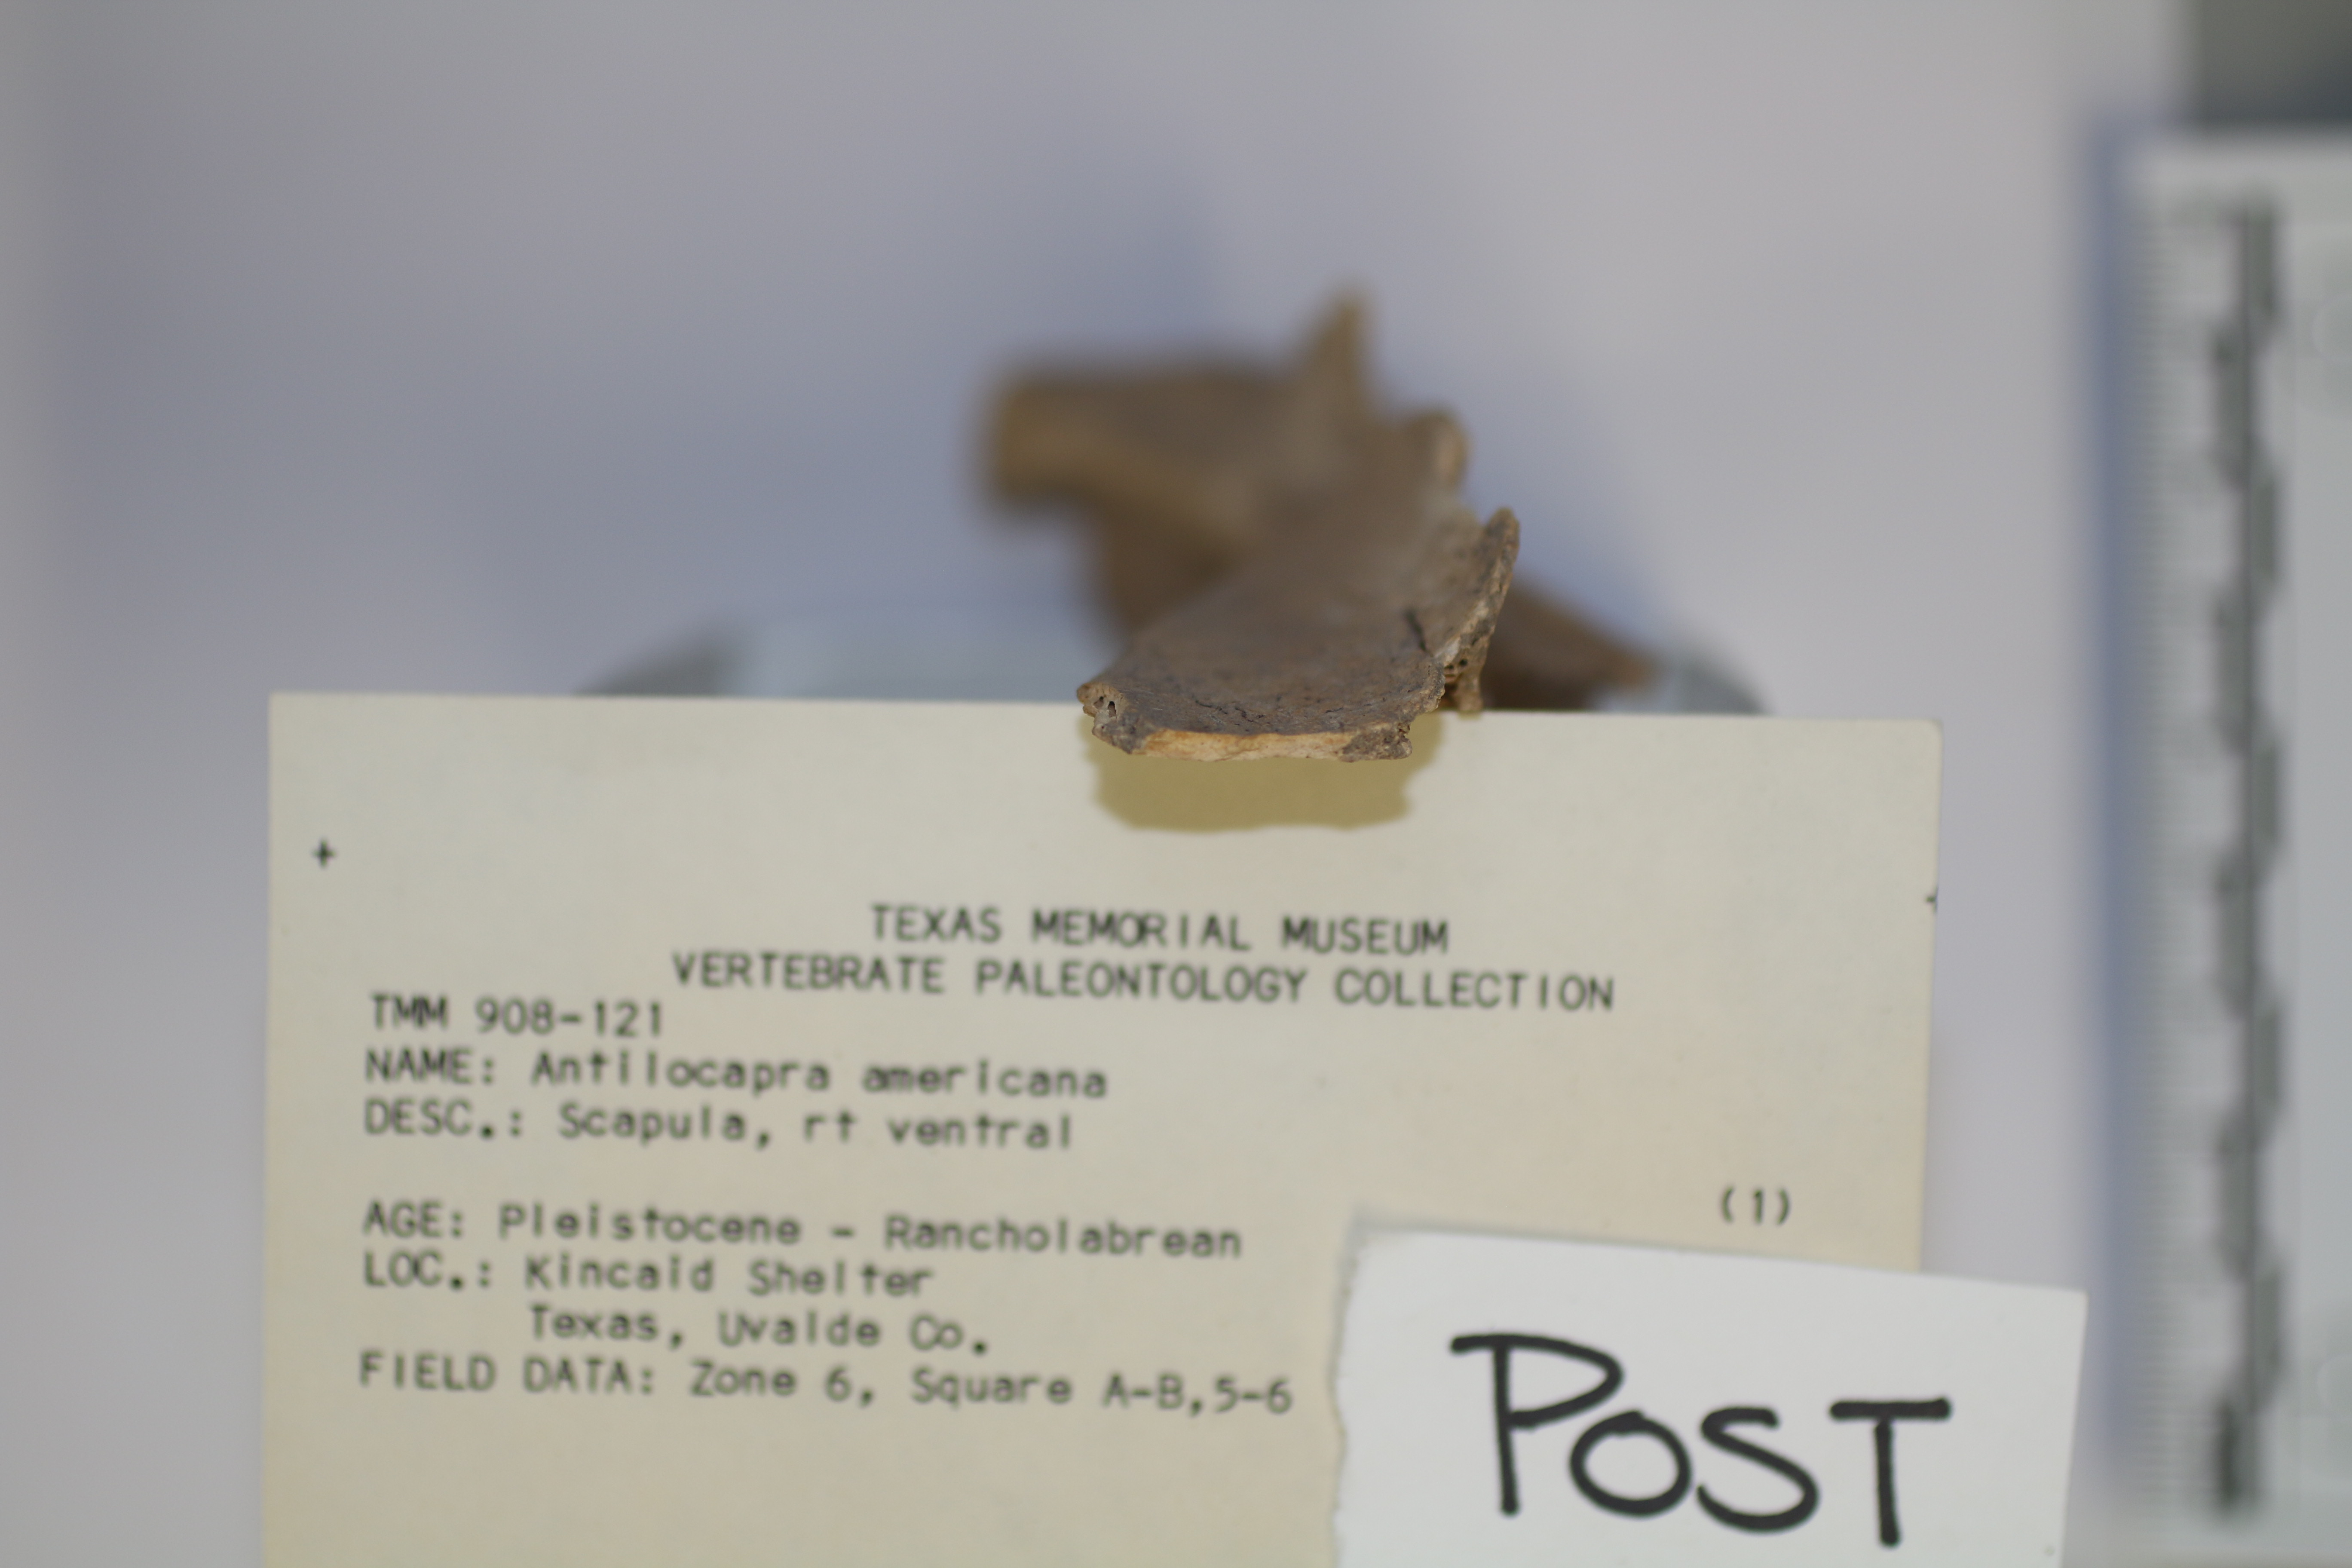 TEXAS MEMORIAL MUSEUM
VERTEBRATE PALEONTOLOGY COLLECTION
TMM 908-121
NAME: Antilocapra americana
DESC.: Scapula, rt ventral
(1)
AGE: Pleistocene - Rancholabrean
LOC.: Kincaid Shelter
Texas, Uvalde Co.
FIELD DATA: Zone 6, Square A-B,5-6
POST